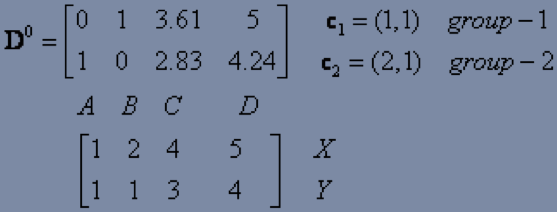 D⁰ = [0 1 3.61 5] c₁ = (1,1) group − 1
[1 0 2.83 4.24] c₂ = (2,1) group − 2
A B C D
[1 2 4 5] X
[1 1 3 4] Y